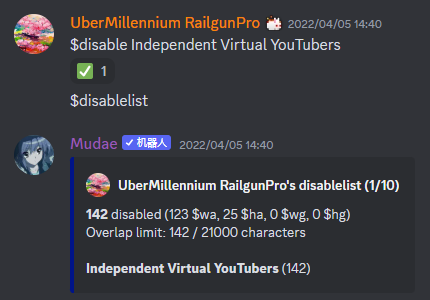 UberMillennium RailgunPro 2022/04/05 14:40
$disable Independent Virtual YouTubers
✅ 1
$disablelist
Mudae ✓ 机器人 2022/04/05 14:40
UberMillennium RailgunPro's disablelist (1/10)
142 disabled (123 $wa, 25 $ha, 0 $wg, 0 $hg)
Overlap limit: 142 / 21000 characters
Independent Virtual YouTubers (142)